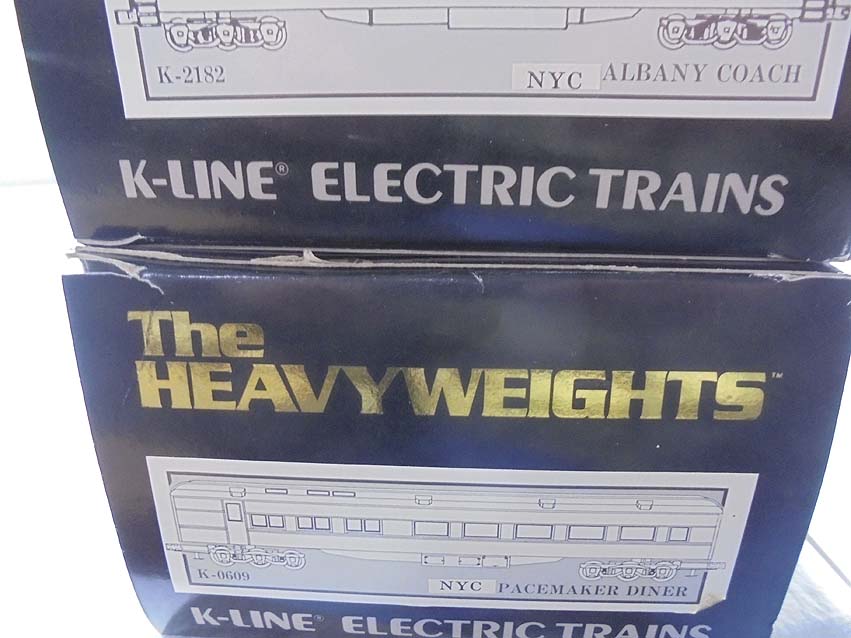 K-2182
NYC ALBANY COACH
K-LINE® ELECTRIC TRAINS
The
HEAVYWEIGHTS™
K-0609
NYC PACEMAKER DINER
K-LINE® ELECTRIC TRAINS